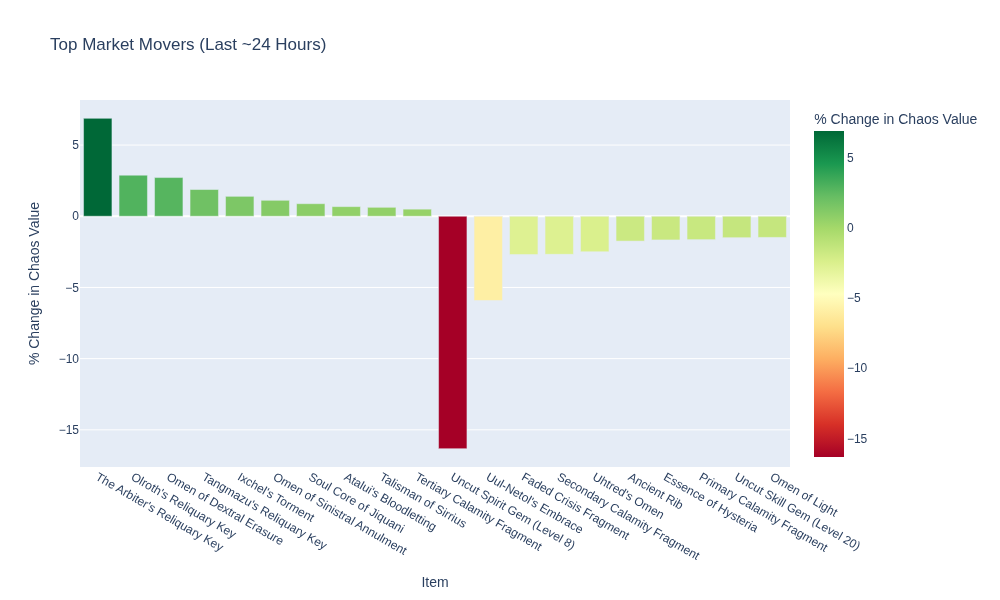 Top Market Movers (Last ~24 Hours)
% Change in Chaos Value
5
0
−5
−10
−15
% Change in Chaos Value
5
0
−5
−10
−15
The Arbiter's Reliquary Key
Olroth's Reliquary Key
Omen of Dextral Erasure
Tangmazu's Reliquary Key
Ixchel's Torment
Omen of Sinistral Annulment
Soul Core of Jiquani
Atalui's Bloodletting
Talisman of Sirrius
Tertiary Calamity Fragment
Uncut Spirit Gem (Level 8)
Uul-Netol's Embrace
Faded Crisis Fragment
Secondary Calamity Fragment
Uhtred's Omen
Ancient Rib
Essence of Hysteria
Primary Calamity Fragment
Uncut Skill Gem (Level 20)
Omen of Light
Item